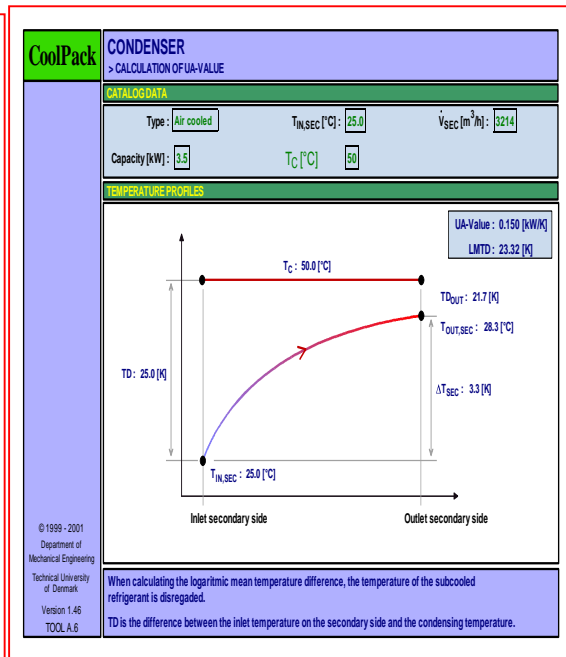 CoolPack
CONDENSER
> CALCULATION OF UA-VALUE
CATALOG DATA
Type : Air cooled
T_IN,SEC [°C] : 25.0
V̇_SEC [m³/h] : 3214
Capacity [kW] : 3.5
T_C [°C] 50
TEMPERATURE PROFILES
UA-Value : 0.150 [kW/K]
LMTD : 23.32 [K]
T_C : 50.0 [°C]
TD_OUT : 21.7 [K]
T_OUT,SEC : 28.3 [°C]
TD : 25.0 [K]
ΔT_SEC : 3.3 [K]
T_IN,SEC : 25.0 [°C]
Inlet secondary side
Outlet secondary side
© 1999 - 2001
Department of
Mechanical Engineering
Technical University
of Denmark
Version 1.46
TOOL A.6
When calculating the logaritmic mean temperature difference, the temperature of the subcooled
refrigerant is disregaded.
TD is the difference between the inlet temperature on the secondary side and the condensing temperature.